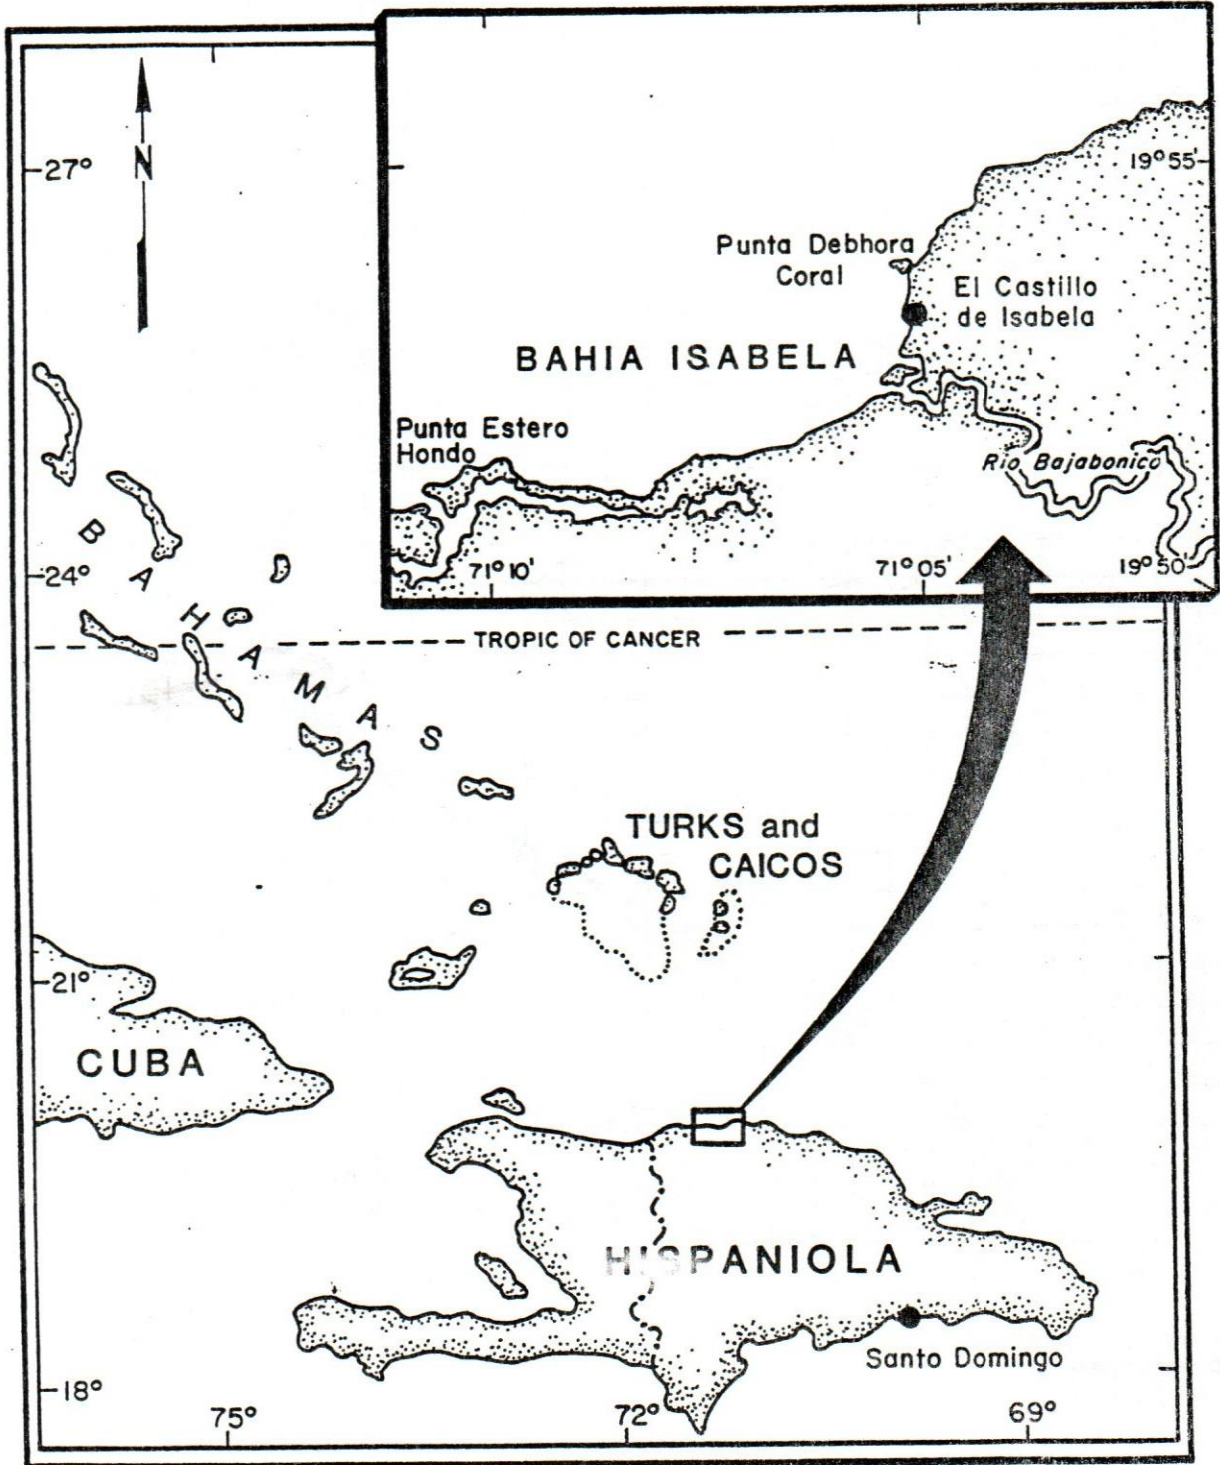 N
27°
24°
21°
18°
75°
72°
69°
BAHAMAS
TROPIC OF CANCER
TURKS and
CAICOS
CUBA
HISPANIOLA
Santo Domingo
19° 55'
Punta Debhora
Coral
El Castillo
de Isabela
BAHIA ISABELA
Punta Estero
Hondo
Rio Bajabonico
71° 10'
71° 05'
19° 50'